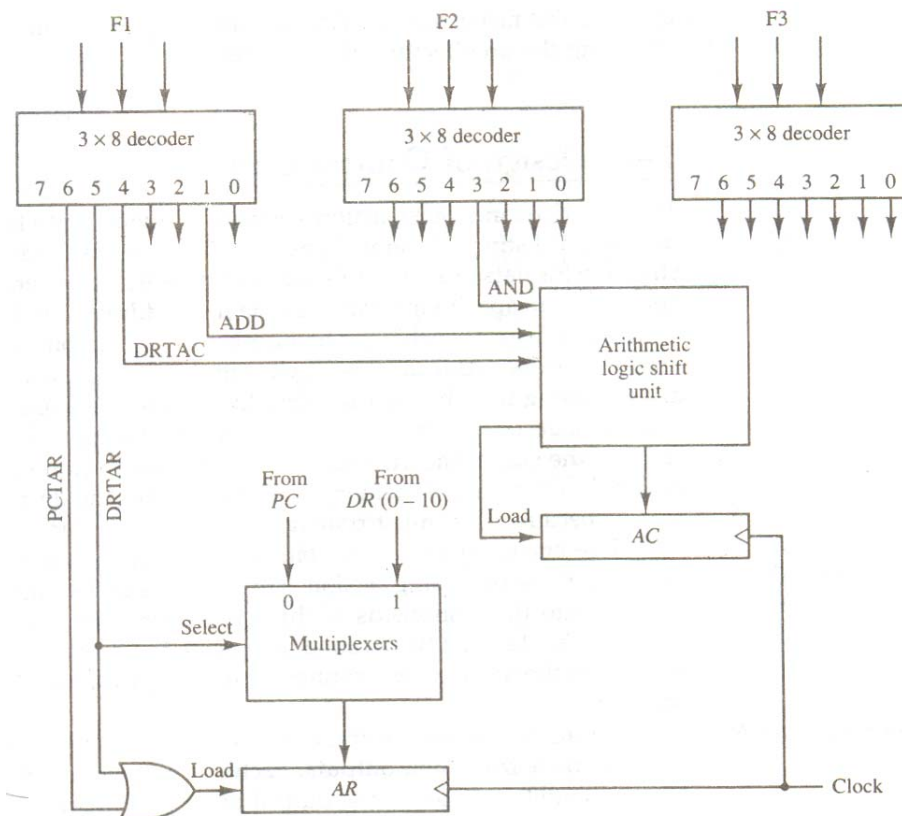 F1
F2
F3
3 × 8 decoder
7 6 5 4 3 2 1 0
3 × 8 decoder
7 6 5 4 3 2 1 0
3 × 8 decoder
7 6 5 4 3 2 1 0
AND
ADD
DRTAC
Arithmetic
logic shift
unit
PCTAR
DRTAR
From
PC
From
DR (0 – 10)
Load
AC
0 1
Select
Multiplexers
Load
AR
Clock